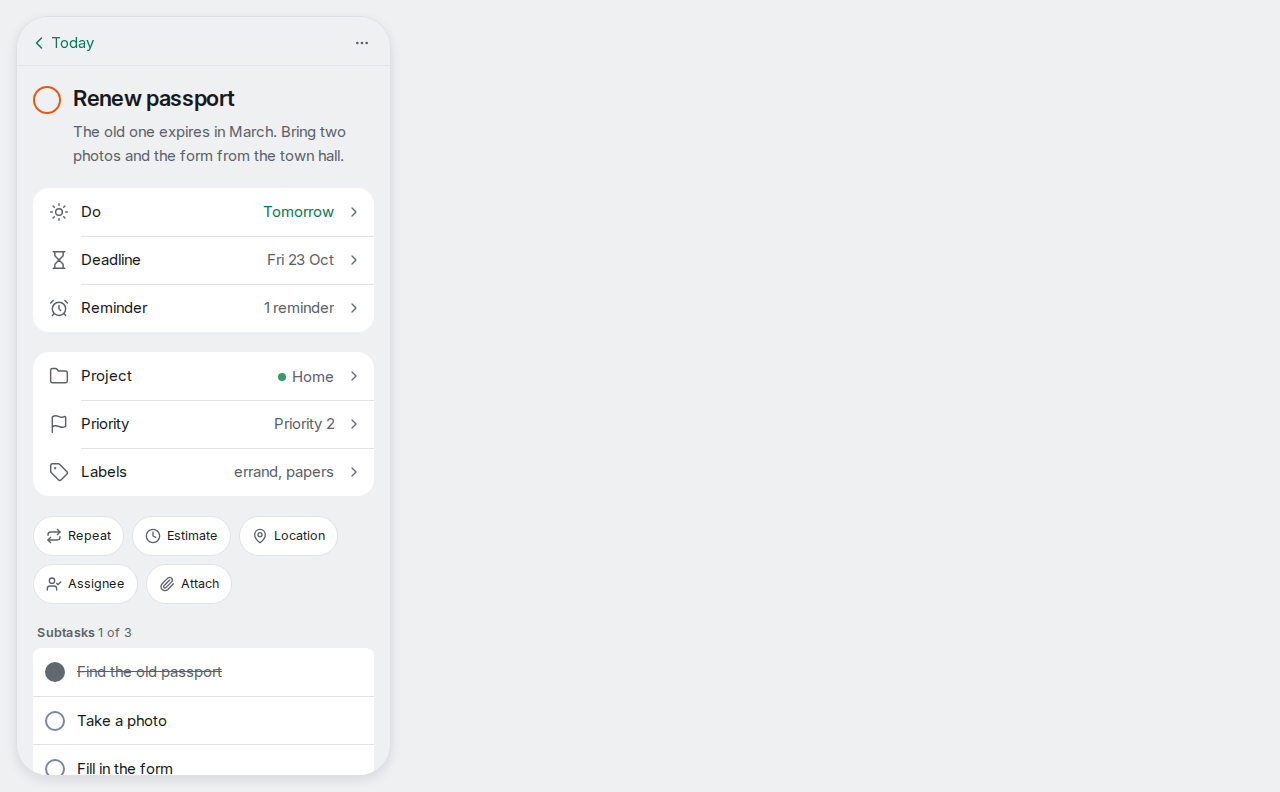 Today
Renew passport
The old one expires in March. Bring two
photos and the form from the town hall.
Do Tomorrow
Deadline Fri 23 Oct
Reminder 1 reminder
Project Home
Priority Priority 2
Labels errand, papers
Repeat Estimate Location
Assignee Attach
Subtasks 1 of 3
Find the old passport
Take a photo
Fill in the form